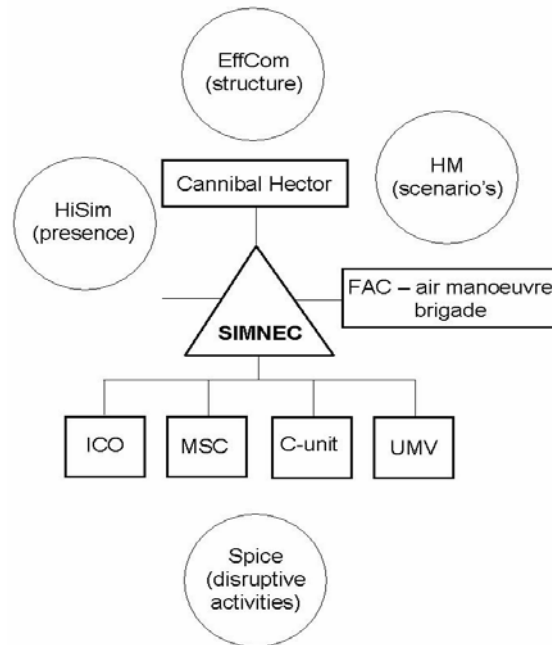 EffCom
(structure)
HM
(scenario's)
Cannibal Hector
HiSim
(presence)
FAC – air manoeuvre
brigade
SIMNEC
ICO
MSC
C-unit
UMV
Spice
(disruptive
activities)